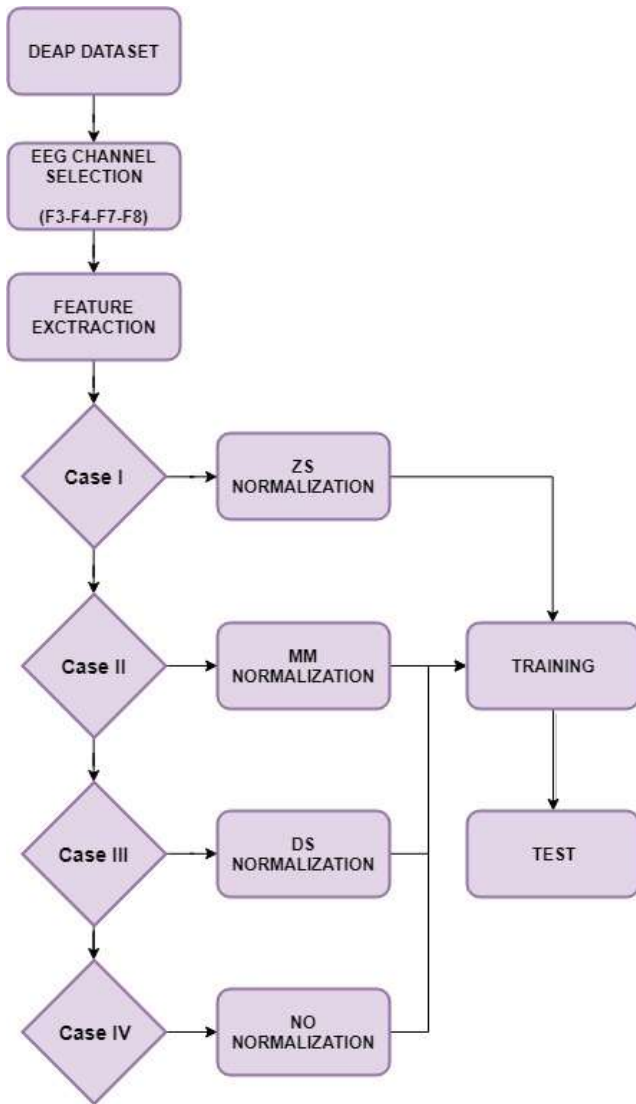 DEAP DATASET
EEG CHANNEL
SELECTION
(F3-F4-F7-F8)
FEATURE
EXCTRACTION
Case I
ZS
NORMALIZATION
Case II
MM
NORMALIZATION
TRAINING
Case III
DS
NORMALIZATION
TEST
Case IV
NO
NORMALIZATION